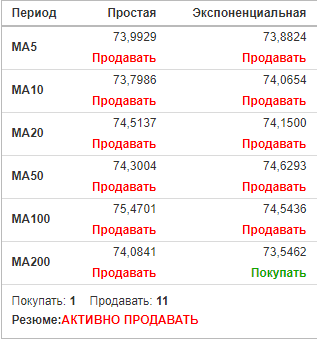 Период Простая Экспоненциальная
MA5 73,9929 73,8824
Продавать Продавать
MA10 73,7986 74,0654
Продавать Продавать
MA20 74,5137 74,1500
Продавать Продавать
MA50 74,3004 74,6293
Продавать Продавать
MA100 75,4701 74,5436
Продавать Продавать
MA200 74,0841 73,5462
Продавать Покупать
Покупать: 1 Продавать: 11
Резюме:АКТИВНО ПРОДАВАТЬ